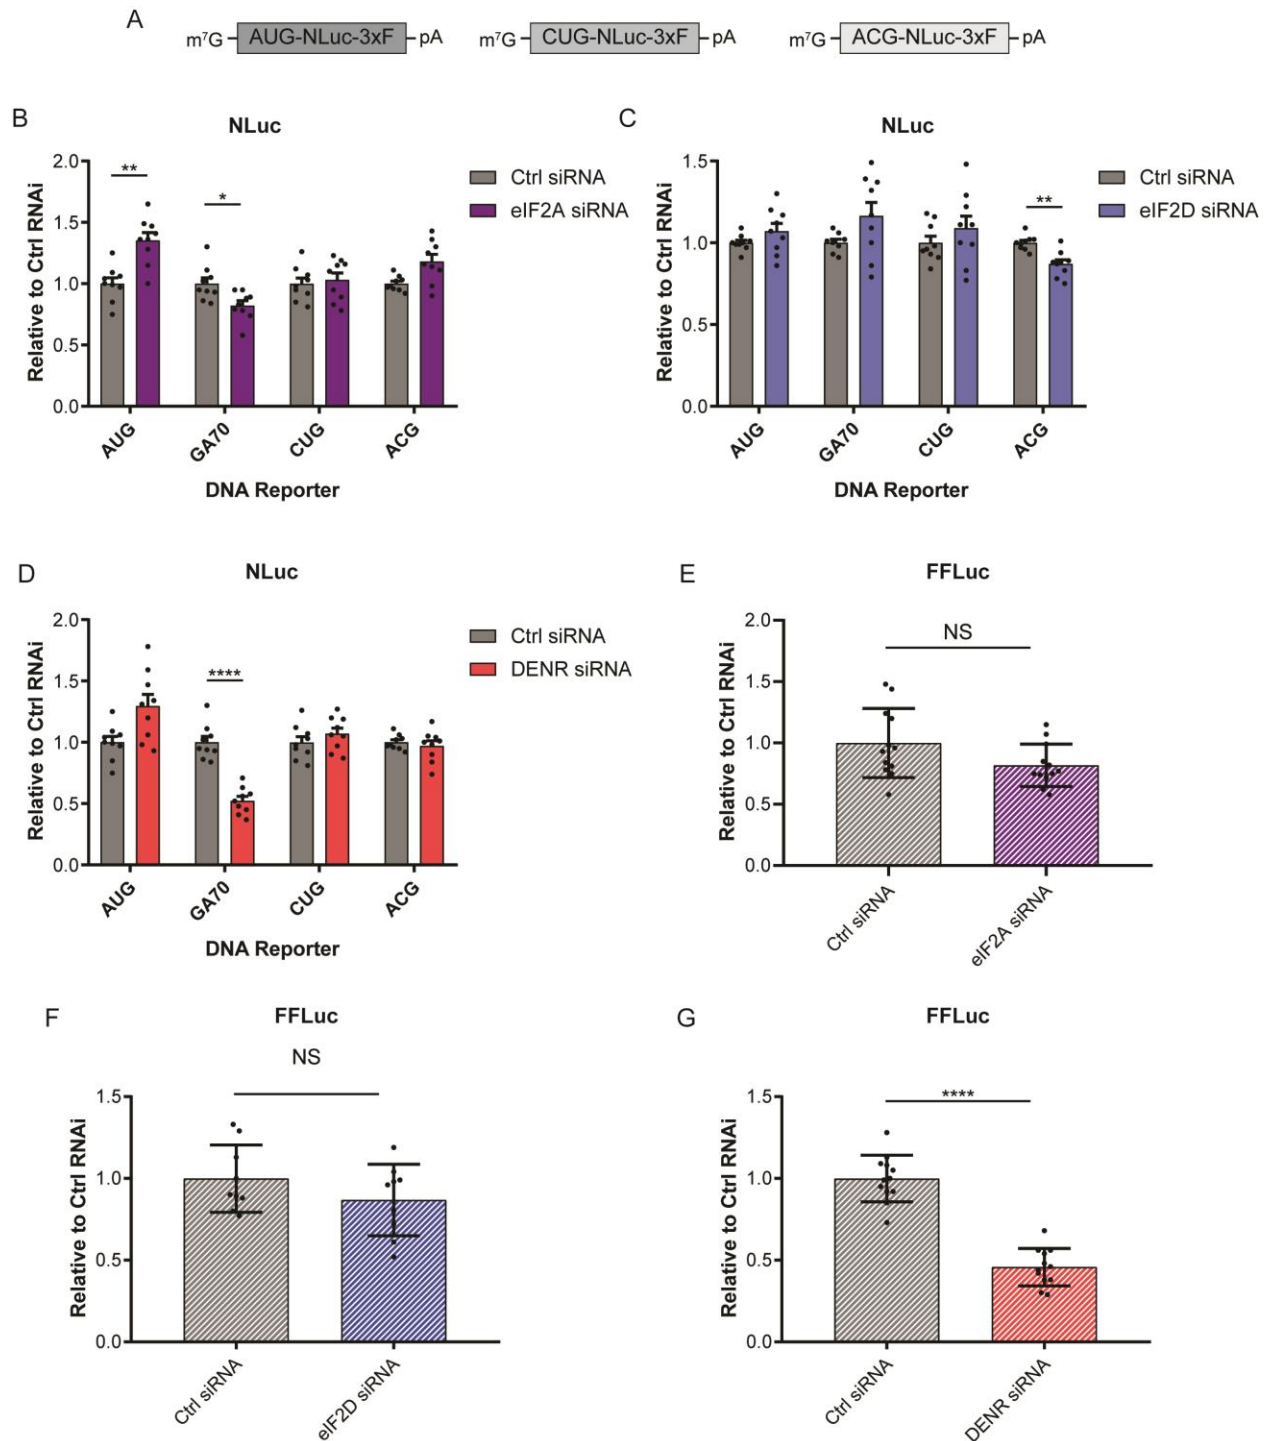 A
m⁷G AUG-NLuc-3xF pA m⁷G CUG-NLuc-3xF pA m⁷G ACG-NLuc-3xF pA
B
NLuc
Relative to Ctrl RNAi
2.0
1.5
1.0
0.5
0.0
**
*
AUG GA70 CUG ACG
DNA Reporter
Ctrl siRNA
eIF2A siRNA
C
NLuc
Relative to Ctrl RNAi
1.5
1.0
0.5
0.0
**
AUG GA70 CUG ACG
DNA Reporter
Ctrl siRNA
eIF2D siRNA
D
NLuc
Relative to Ctrl RNAi
2.0
1.5
1.0
0.5
0.0
****
AUG GA70 CUG ACG
DNA Reporter
Ctrl siRNA
DENR siRNA
E
FFLuc
Relative to Ctrl RNAi
2.0
1.5
1.0
0.5
0.0
NS
Ctrl siRNA eIF2A siRNA
F
FFLuc
NS
Relative to Ctrl RNAi
1.5
1.0
0.5
0.0
Ctrl siRNA eIF2D siRNA
G
FFLuc
Relative to Ctrl RNAi
1.5
1.0
0.5
0.0
****
Ctrl siRNA DENR siRNA